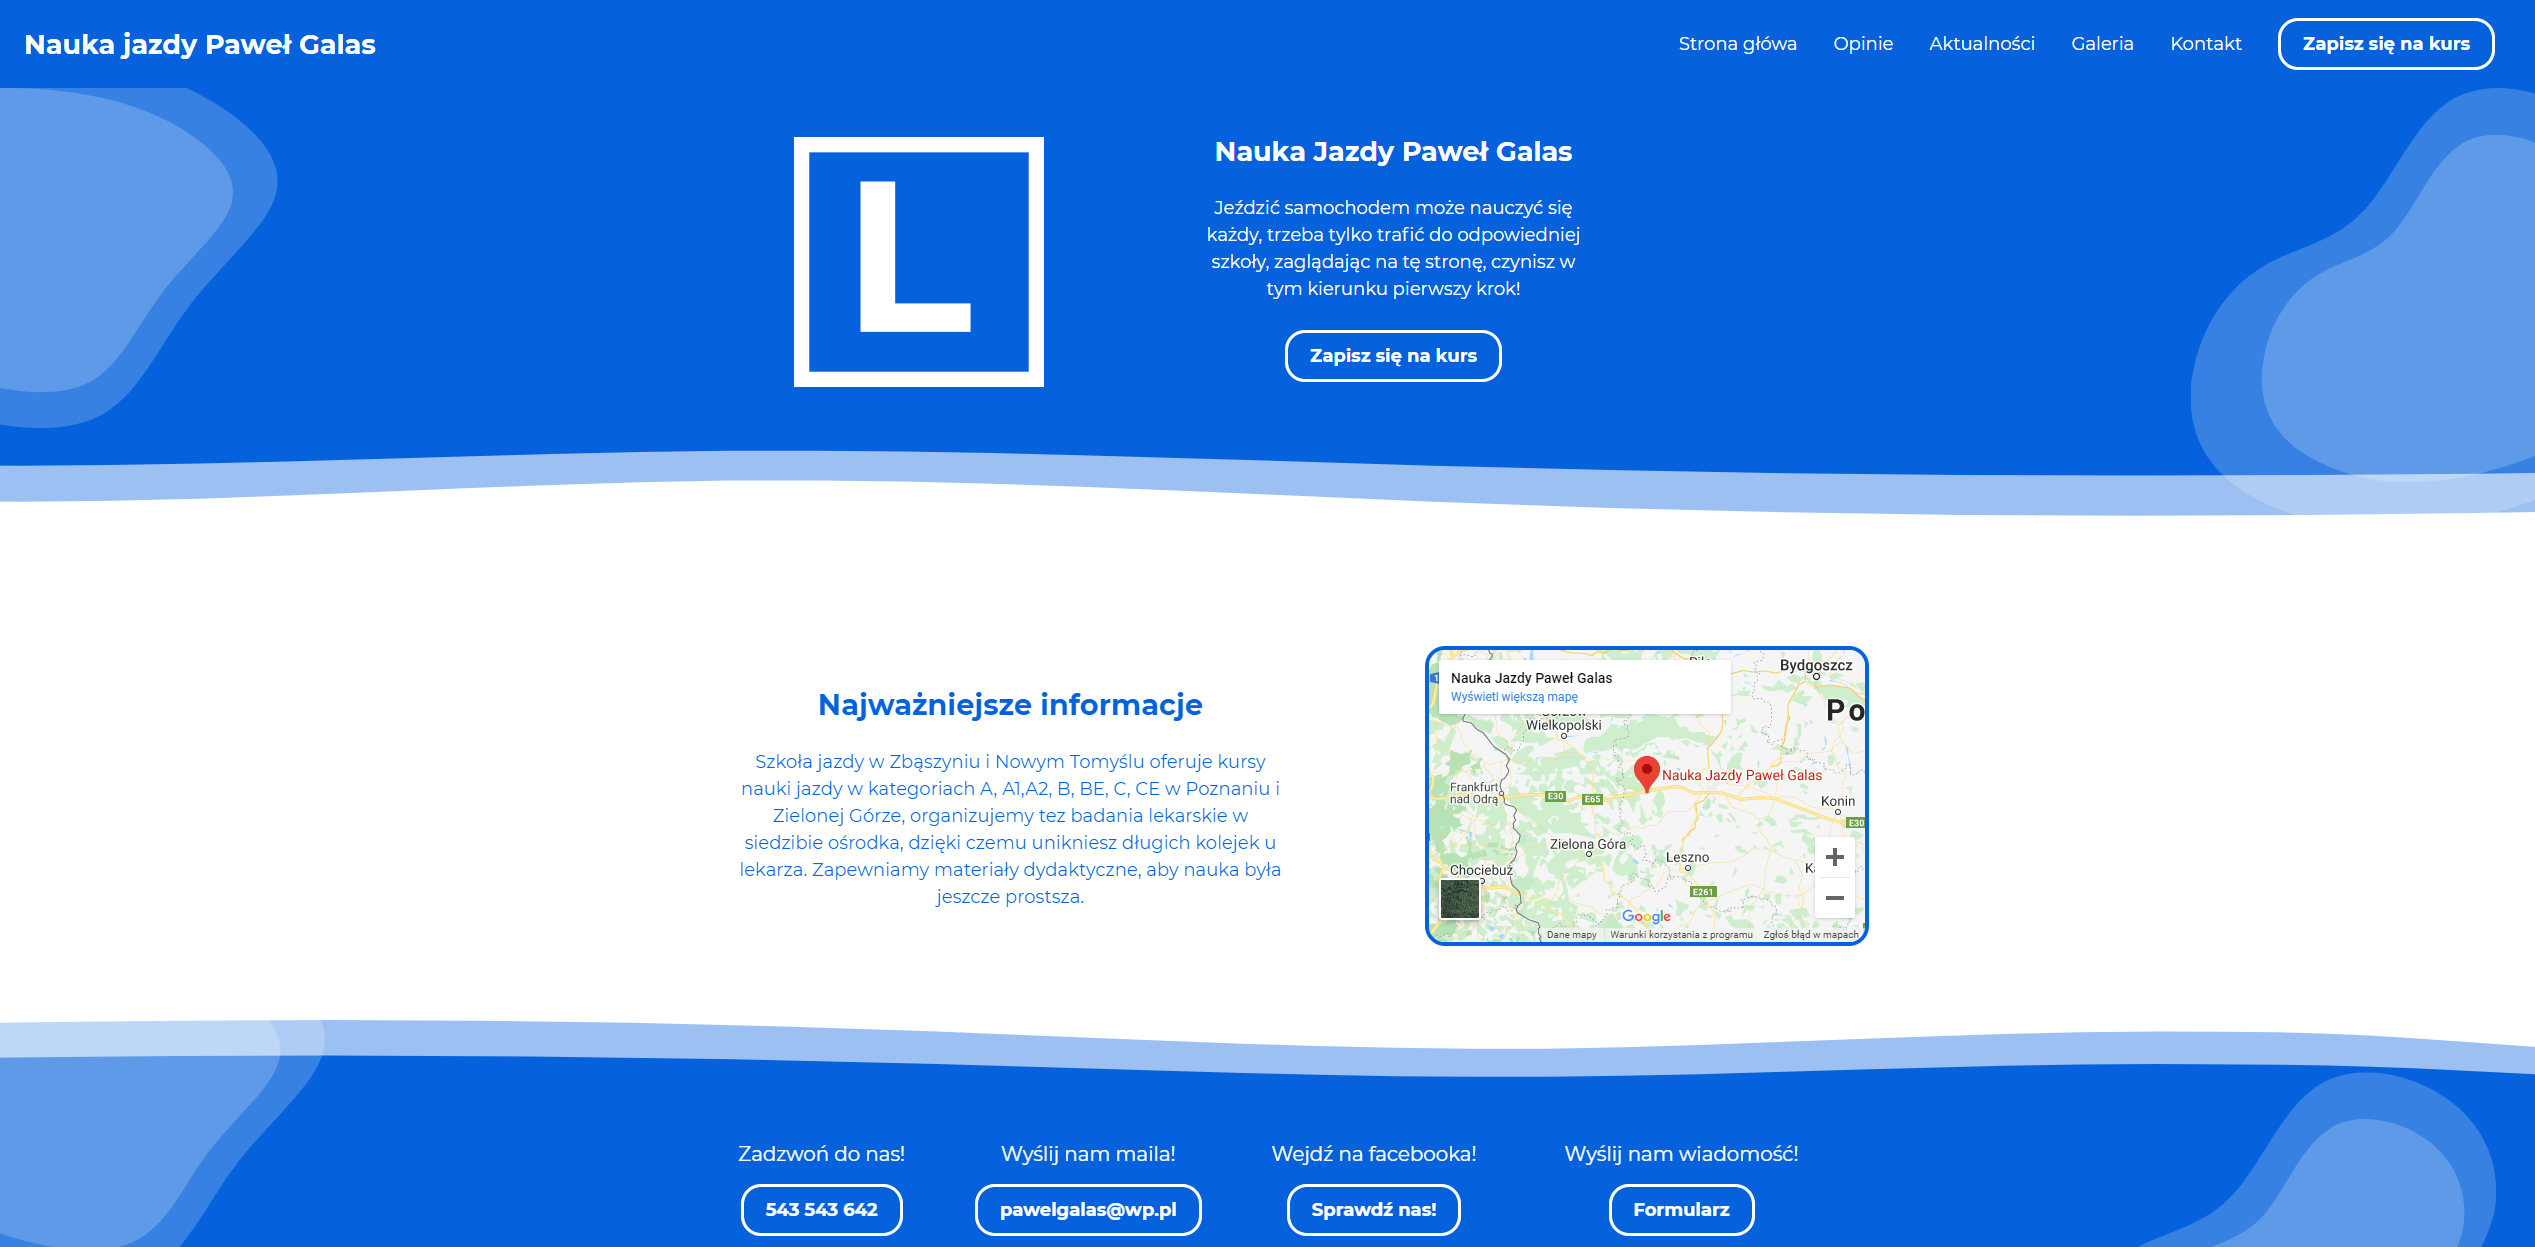 Nauka jazdy Paweł Galas
Strona główa
Opinie
Aktualności
Galeria
Kontakt
Zapisz się na kurs
L
Nauka Jazdy Paweł Galas
Jeździć samochodem może nauczyć się
każdy, trzeba tylko trafić do odpowiedniej
szkoły, zaglądając na tę stronę, czynisz w
tym kierunku pierwszy krok!
Zapisz się na kurs
Najważniejsze informacje
Szkoła jazdy w Zbąszyniu i Nowym Tomyślu oferuje kursy
nauki jazdy w kategoriach A, A1,A2, B, BE, C, CE w Poznaniu i
Zielonej Górze, organizujemy tez badania lekarskie w
siedzibie ośrodka, dzięki czemu unikniesz długich kolejek u
lekarza. Zapewniamy materiały dydaktyczne, aby nauka była
jeszcze prostsza.
Nauka Jazdy Paweł Galas
Wyświetl większą mapę
Bydgoszcz
Po
Wielkopolski
Nauka Jazdy Paweł Galas
Frankfurt
nad Odrą
E30
E65
Konin
E30
Zielona Góra
Leszno
Chociebuż
E261
Google
Dane mapy
Warunki korzystania z programu
Zgłoś błąd w mapach
Zadzwoń do nas!
543 543 642
Wyślij nam maila!
pawelgalas@wp.pl
Wejdź na facebooka!
Sprawdź nas!
Wyślij nam wiadomość!
Formularz